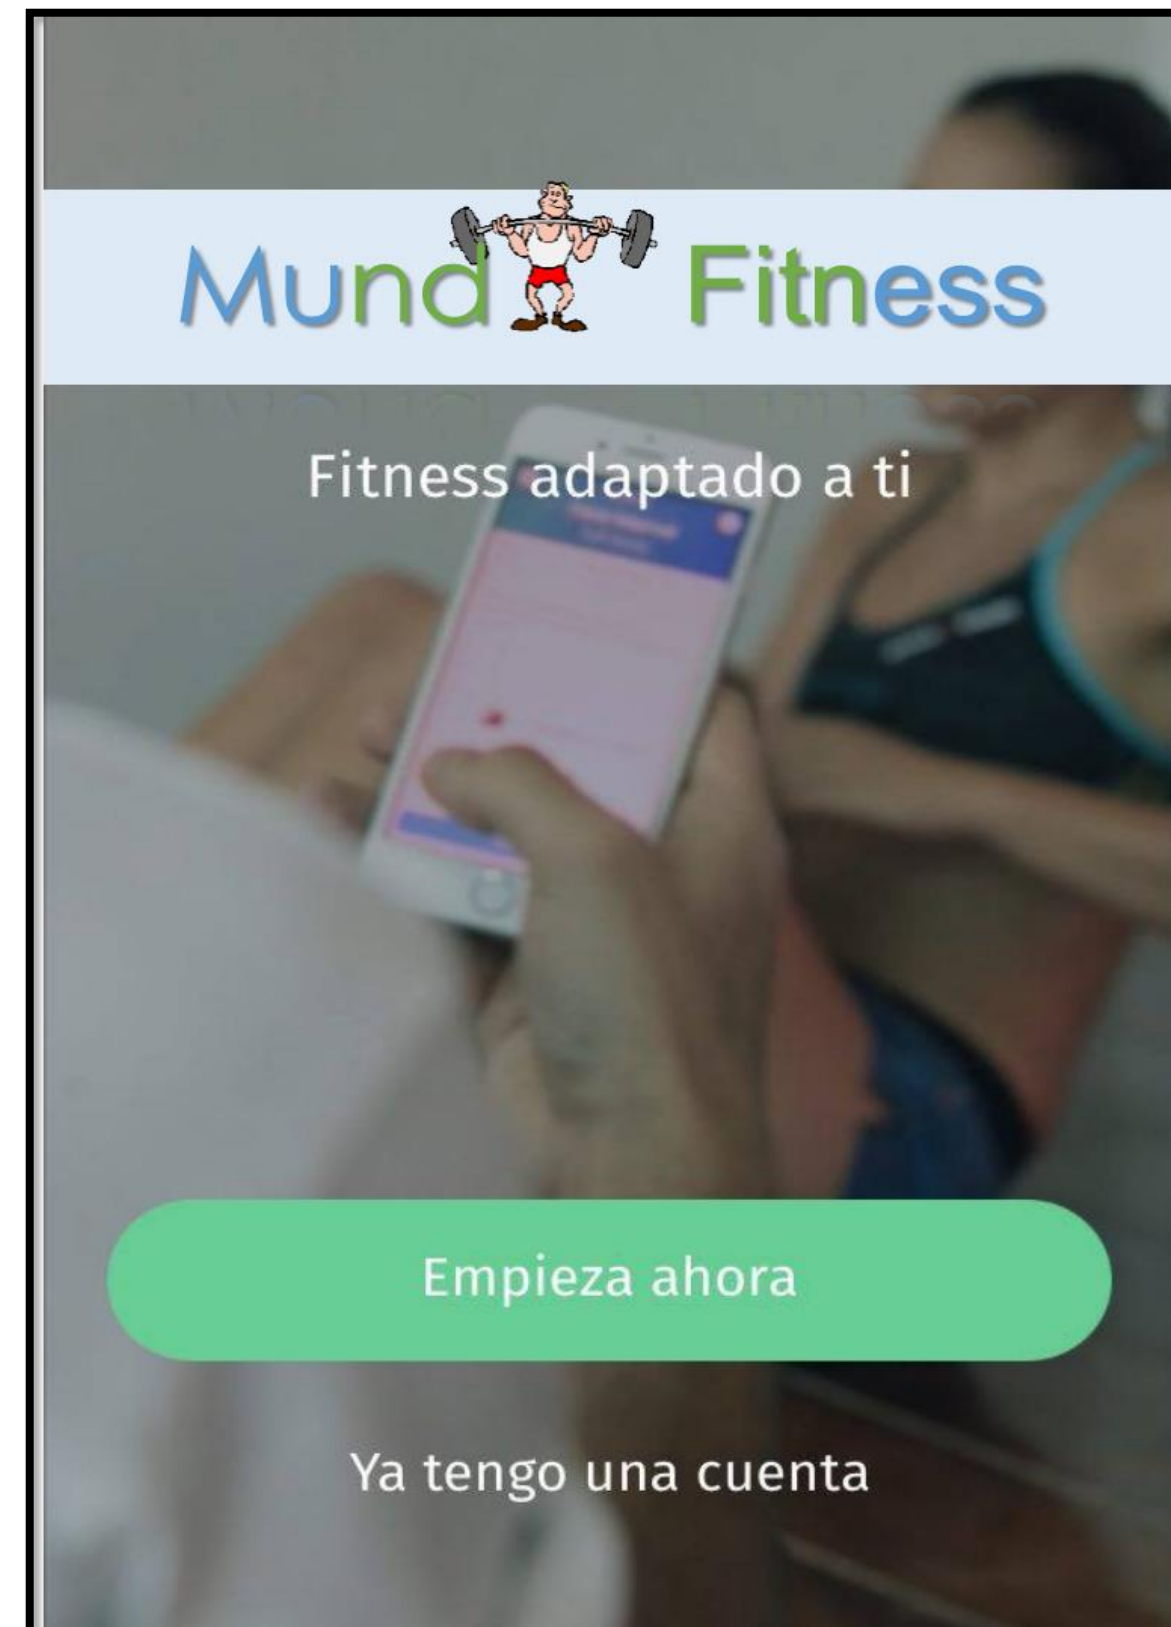 Mund Fitness
Fitness adaptado a ti
Empieza ahora
Ya tengo una cuenta